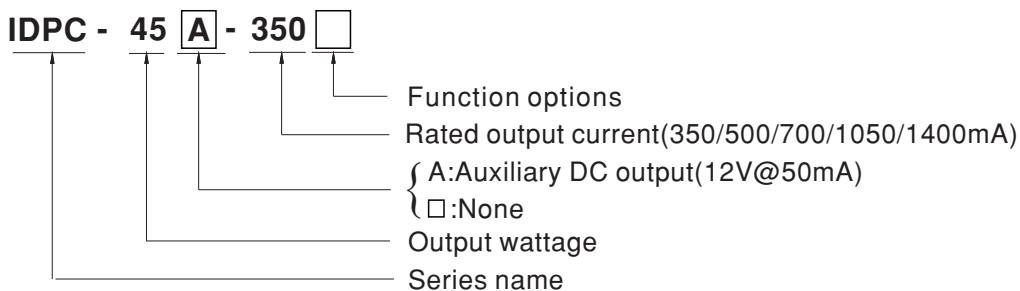 IDPC - 45 A - 350 □
Function options
Rated output current(350/500/700/1050/1400mA)
A:Auxiliary DC output(12V@50mA)
□:None
Output wattage
Series name